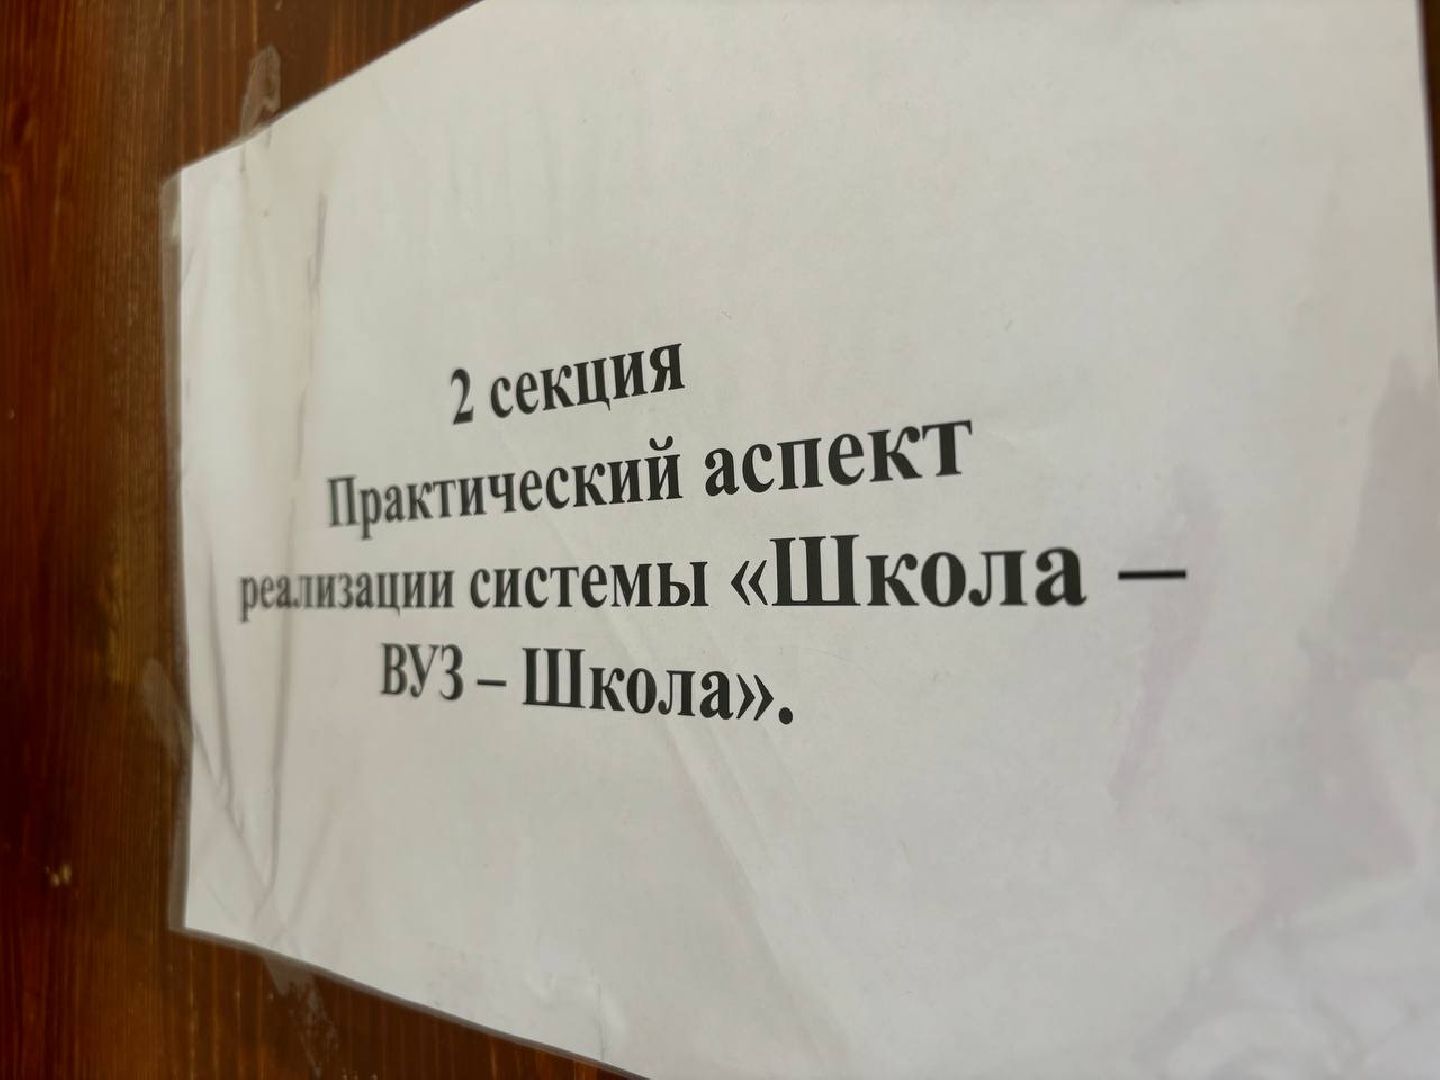 2 секция
Практический аспект
реализации системы «Школа –
ВУЗ – Школа».